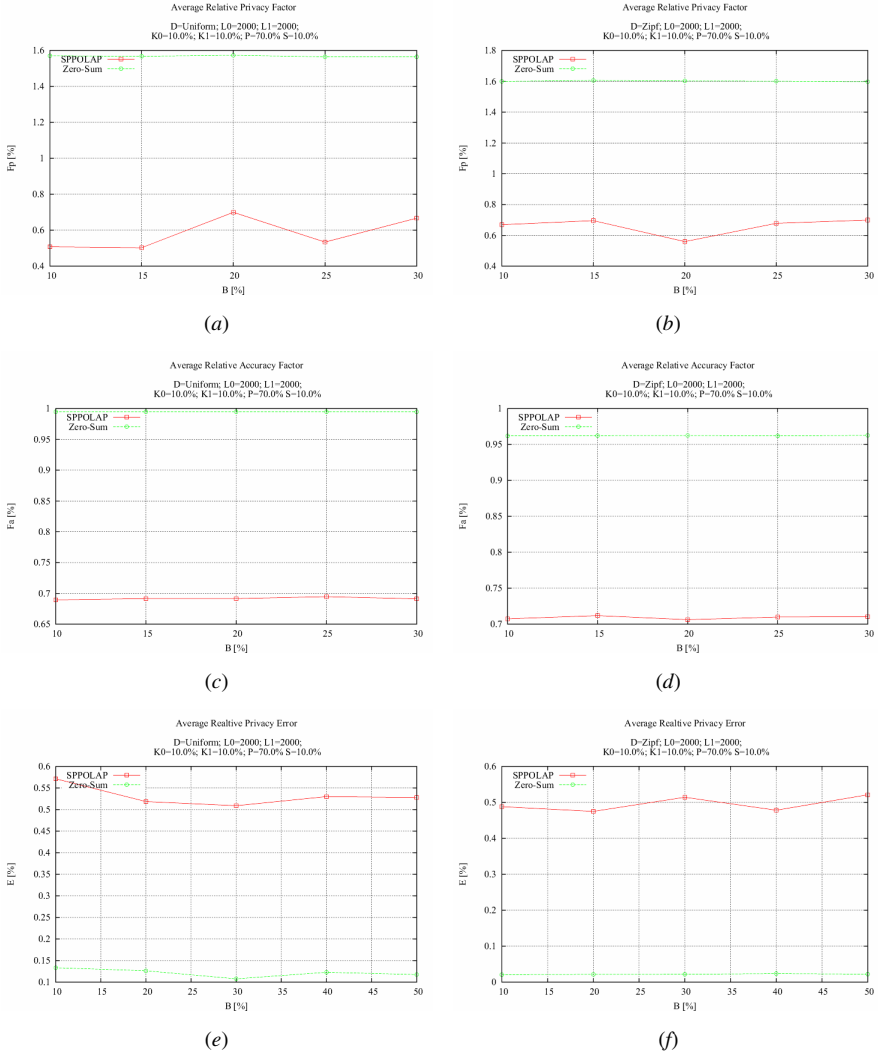 Average Relative Privacy Factor
D=Uniform; L0=2000; L1=2000;
K0=10.0%; K1=10.0%; P=70.0% S=10.0%
1.6
1.4
1.2
1
0.8
0.6
0.4
Fp [%]
SPPOLAP
Zero-Sum
10 15 20 25 30
B [%]
(a)
Average Relative Privacy Factor
D=Zipf; L0=2000; L1=2000;
K0=10.0%; K1=10.0%; P=70.0% S=10.0%
1.8
1.6
1.4
1.2
1
0.8
0.6
0.4
Fp [%]
SPPOLAP
Zero-Sum
10 15 20 25 30
B [%]
(b)
Average Relative Accuracy Factor
D=Uniform; L0=2000; L1=2000;
K0=10.0%; K1=10.0%; P=70.0% S=10.0%
1
0.95
0.9
0.85
0.8
0.75
0.7
0.65
Fa [%]
SPPOLAP
Zero-Sum
10 15 20 25 30
B [%]
(c)
Average Relative Accuracy Factor
D=Zipf; L0=2000; L1=2000;
K0=10.0%; K1=10.0%; P=70.0% S=10.0%
1
0.95
0.9
0.85
0.8
0.75
0.7
Fa [%]
SPPOLAP
Zero-Sum
10 15 20 25 30
B [%]
(d)
Average Realtive Privacy Error
D=Uniform; L0=2000; L1=2000;
K0=10.0%; K1=10.0%; P=70.0% S=10.0%
0.6
0.55
0.5
0.45
0.4
0.35
0.3
0.25
0.2
0.15
0.1
E [%]
SPPOLAP
Zero-Sum
10 15 20 25 30 35 40 45 50
B [%]
(e)
Average Realtive Privacy Error
D=Zipf; L0=2000; L1=2000;
K0=10.0%; K1=10.0%; P=70.0% S=10.0%
0.6
0.5
0.4
0.3
0.2
0.1
0
E [%]
SPPOLAP
Zero-Sum
10 15 20 25 30 35 40 45 50
B [%]
(f)